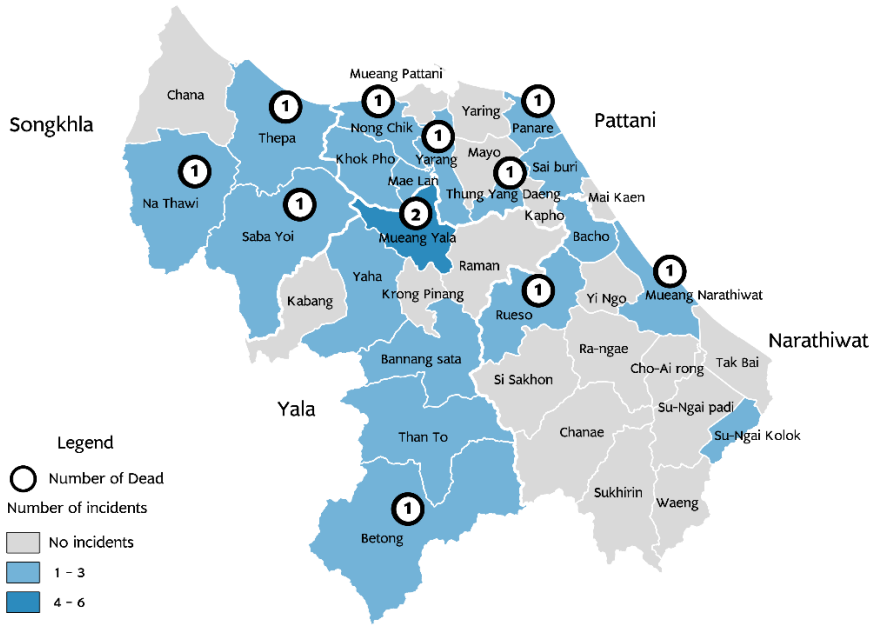 Mueang Pattani
Chana
1
Thepa
1
Nong Chik
Yaring
1
Panare
Songkhla
Pattani
1
Yarang
Mayo
Khok Pho
Mae Lan
1
Thung Yang Daeng
Sai buri
Mai Kaen
Kapho
1
Na Thawi
1
Saba Yoi
2
Mueang Yala
Bacho
Raman
Yaha
Kabang
Krong Pinang
1
Rueso
Yi Ngo
1
Mueang Narathiwat
Narathiwat
Bannang sata
Ra-ngae
Cho-Ai rong
Tak Bai
Si Sakhon
Su-Ngai padi
Yala
Than To
Chanae
Su-Ngai Kolok
Sukhirin
Waeng
1
Betong
Legend
Number of Dead
Number of incidents
No incidents
1 - 3
4 - 6